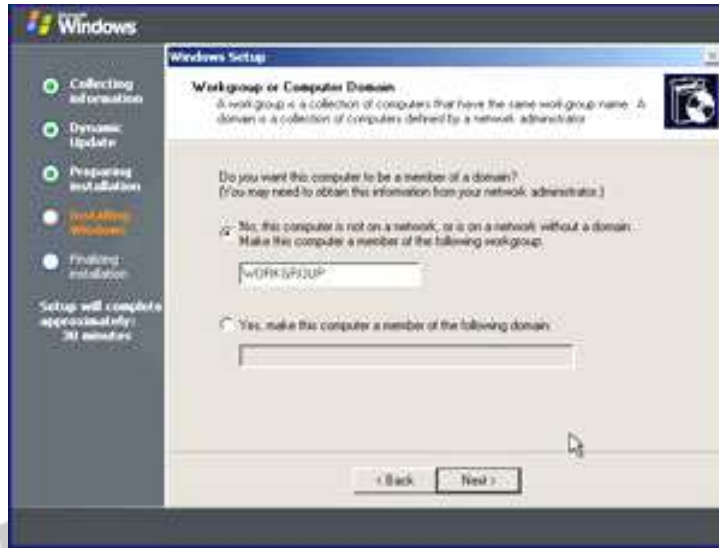 Microsoft
Windows
Collecting
information
Dynamic
Update
Preparing
installation
Installing
Windows
Finalizing
installation
Setup will complete
approximately:
30 minutes
Windows Setup
Workgroup or Computer Domain
A workgroup is a collection of computers that have the same workgroup name. A
domain is a collection of computers defined by a network administrator.
Do you want this computer to be a member of a domain?
(You may need to obtain this information from your network administrator.)
No, this computer is not on a network, or is on a network without a domain.
Make this computer a member of the following workgroup:
WORKGROUP
Yes, make this computer a member of the following domain:
< Back
Next >